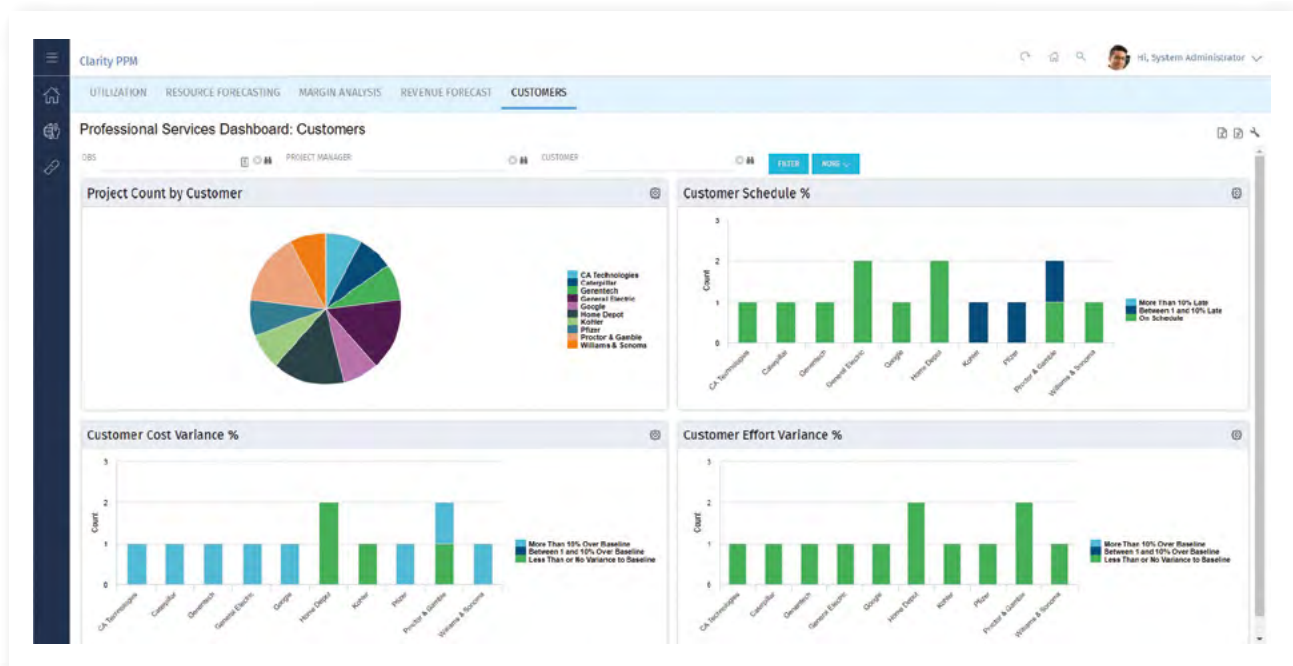 Clarity PPM
Hi, System Administrator
UTILIZATION RESOURCE FORECASTING MARGIN ANALYSIS REVENUE FORECAST CUSTOMERS
Professional Services Dashboard: Customers
OBS PROJECT MANAGER CUSTOMER FILTER MORE
Project Count by Customer
CA Technologies
Caterpillar
Genentech
General Electric
Google
Home Depot
Kohler
Pfizer
Proctor & Gamble
Williams & Sonoma
Customer Schedule %
Count
3
2
1
0
CA Technologies
Caterpillar
Genentech
General Electric
Google
Home Depot
Kohler
Pfizer
Proctor & Gamble
Williams & Sonoma
More Than 10% Late
Between 1 and 10% Late
On Schedule
Customer Cost Variance %
Count
3
2
1
0
CA Technologies
Caterpillar
Genentech
General Electric
Google
Home Depot
Kohler
Pfizer
Proctor & Gamble
Williams & Sonoma
More Than 10% Over Baseline
Between 1 and 10% Over Baseline
Less Than or No Variance to Baseline
Customer Effort Variance %
Count
3
2
1
0
CA Technologies
Caterpillar
Genentech
General Electric
Google
Home Depot
Kohler
Pfizer
Proctor & Gamble
Williams & Sonoma
More Than 10% Over Baseline
Between 1 and 10% Over Baseline
Less Than or No Variance to Baseline